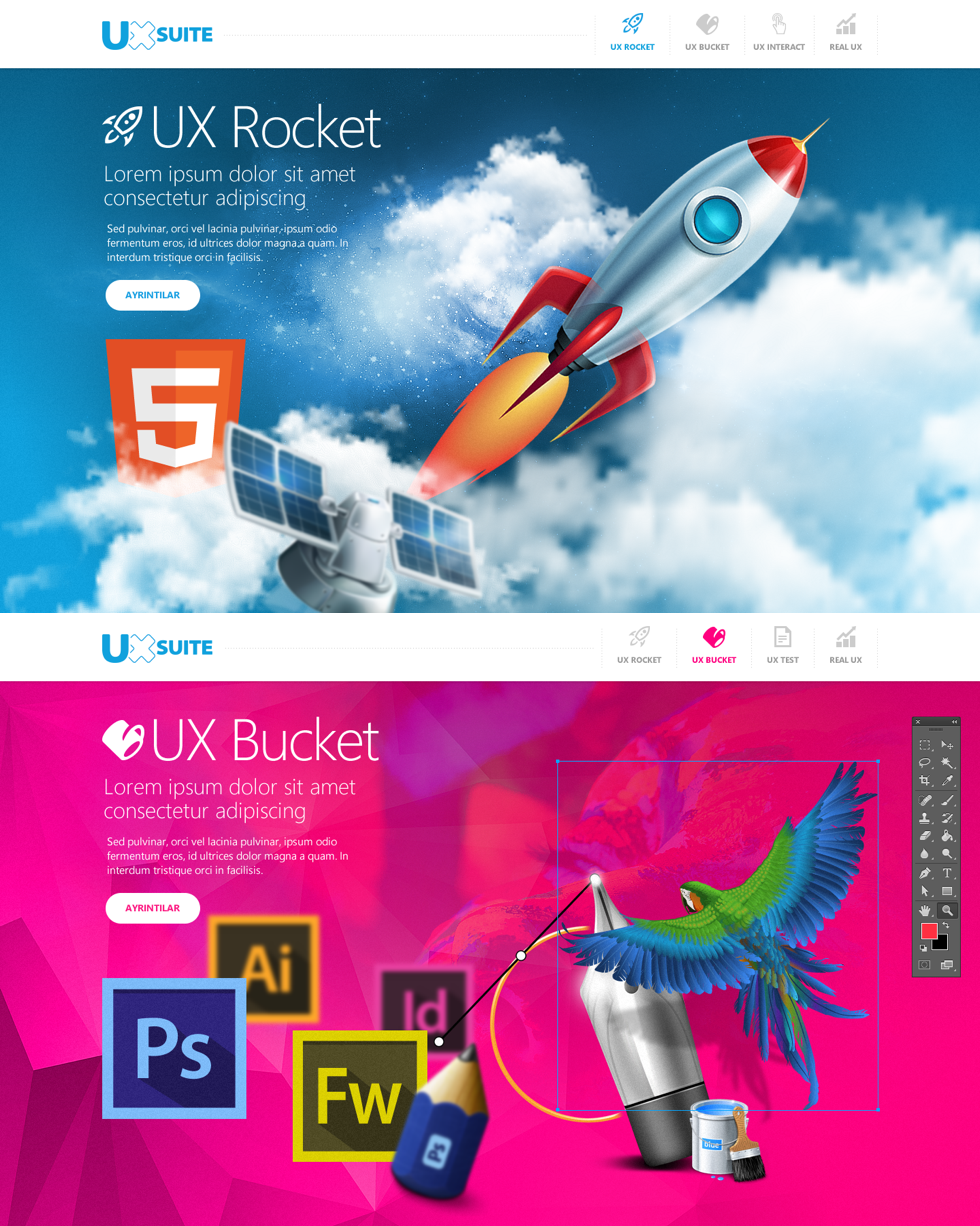 UXSUITE
UX ROCKET
UX BUCKET
UX INTERACT
REAL UX
UX Rocket
Lorem ipsum dolor sit amet
consectetur adipiscing
Sed pulvinar, orci vel lacinia pulvinar, ipsum odio
fermentum eros, id ultrices dolor magna a quam. In
interdum tristique orci in facilisis.
AYRINTILAR
5
UXSUITE
UX ROCKET
UX BUCKET
UX TEST
REAL UX
UX Bucket
Lorem ipsum dolor sit amet
consectetur adipiscing
Sed pulvinar, orci vel lacinia pulvinar, ipsum odio
fermentum eros, id ultrices dolor magna a quam. In
interdum tristique orci in facilisis.
AYRINTILAR
Ai
Id
Ps
Fw
Ps
blue
T